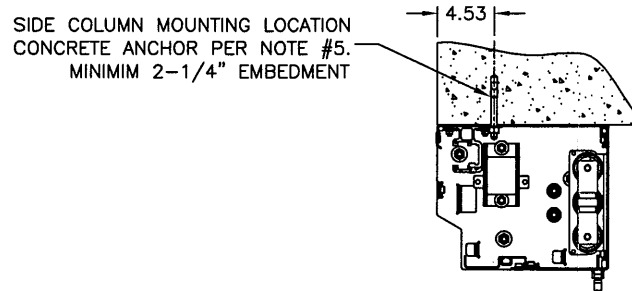 4.53
SIDE COLUMN MOUNTING LOCATION
CONCRETE ANCHOR PER NOTE #5.
MINIMIM 2-1/4" EMBEDMENT